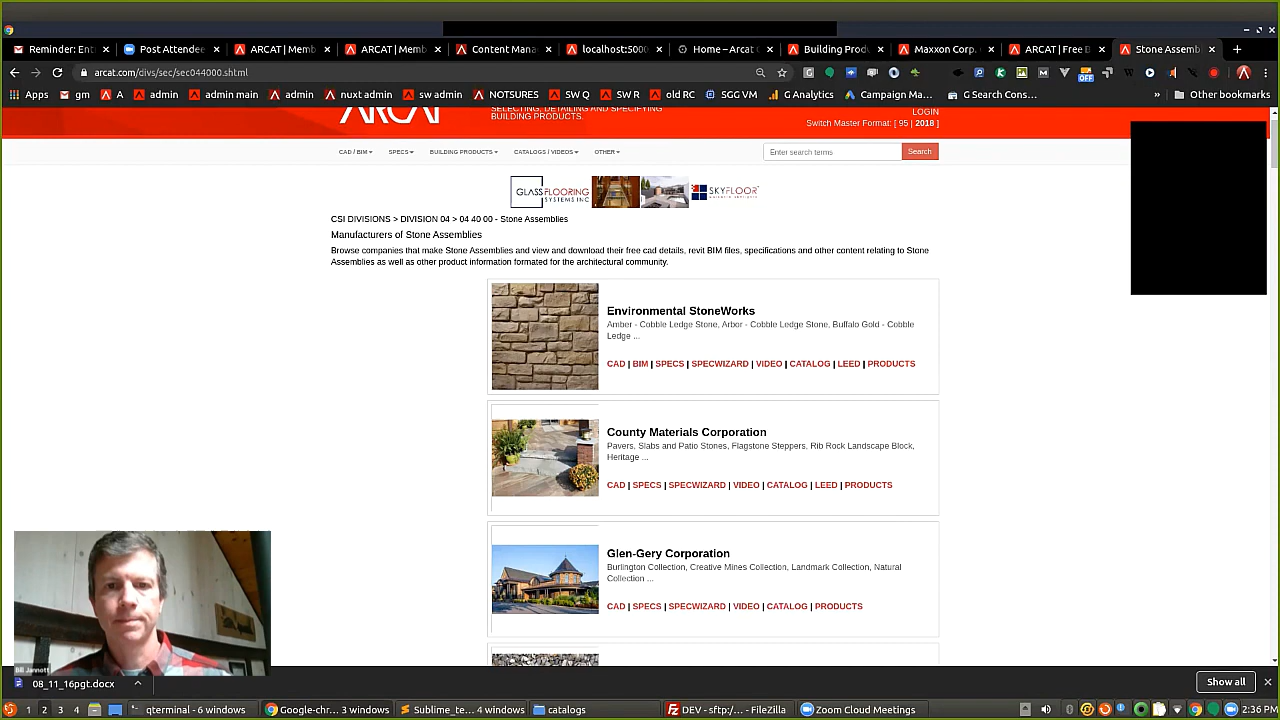 Reminder: Ent
Post Attendee
ARCAT | Memb
ARCAT | Memb
Content Mana
localhost:5000
Home – Arcat C
Building Produ
Maxxon Corp.
ARCAT | Free B
Stone Assemb
arcat.com/divs/sec/sec044000.shtml
Apps gm A admin admin main admin nuxt admin sw admin NOTSURES SW Q SW R old RC SGG VM G Analytics Campaign Ma... G Search Cons... » Other bookmarks
ARCAT
SELECTING, DETAILING AND SPECIFYING
BUILDING PRODUCTS.
LOGIN
Switch Master Format: [ 95 | 2018 ]
CAD / BIM SPECS BUILDING PRODUCTS CATALOGS / VIDEOS OTHER Enter search terms Search
GLASSFLOORING SYSTEMS INC
SKYFLOOR
CSI DIVISIONS > DIVISION 04 > 04 40 00 - Stone Assemblies
Manufacturers of Stone Assemblies
Browse companies that make Stone Assemblies and view and download their free cad details, revit BIM files, specifications and other content relating to Stone
Assemblies as well as other product information formated for the architectural community.
Environmental StoneWorks
Amber - Cobble Ledge Stone, Arbor - Cobble Ledge Stone, Buffalo Gold - Cobble
Ledge ...
CAD | BIM | SPECS | SPECWIZARD | VIDEO | CATALOG | LEED | PRODUCTS
County Materials Corporation
Pavers, Slabs and Patio Stones, Flagstone Steppers, Rib Rock Landscape Block,
Heritage ...
CAD | SPECS | SPECWIZARD | VIDEO | CATALOG | LEED | PRODUCTS
Glen-Gery Corporation
Burlington Collection, Creative Mines Collection, Landmark Collection, Natural
Collection ...
CAD | SPECS | SPECWIZARD | VIDEO | CATALOG | PRODUCTS
Bill Jannott
08_11_16pgt.docx
Show all
1 2 3 4 qterminal - 6 windows Google-chr... 3 windows Sublime_te... 4 windows catalogs DEV - sftp:/... - FileZilla Zoom Cloud Meetings 2:36 PM